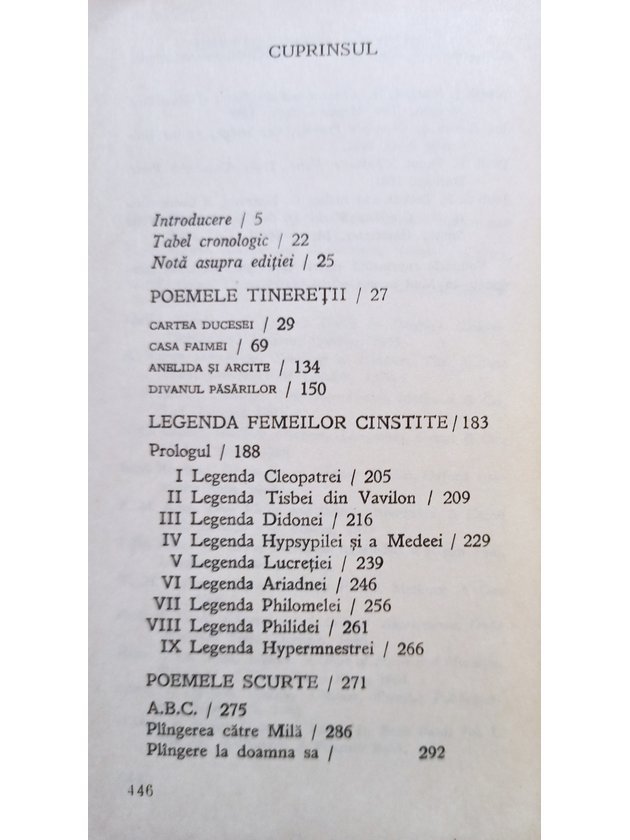 CUPRINSUL
Introducere / 5
Tabel cronologic / 22
Notă asupra ediției / 25
POEMELE TINEREȚII / 27
CARTEA DUCESEI / 29
CASA FAIMEI / 69
ANELIDA ȘI ARCITE / 134
DIVANUL PĂSĂRILOR / 150
LEGENDA FEMEILOR CINSTITE / 183
Prologul / 188
I Legenda Cleopatrei / 205
II Legenda Tisbei din Vavilon / 209
III Legenda Didonei / 216
IV Legenda Hypsypilei și a Medeei / 229
V Legenda Lucreției / 239
VI Legenda Ariadnei / 246
VII Legenda Philomelei / 256
VIII Legenda Philidei / 261
IX Legenda Hypermnestrei / 266
POEMELE SCURTE / 271
A.B.C. / 275
Plîngerea către Milă / 286
Plîngere la doamna sa / 292
446